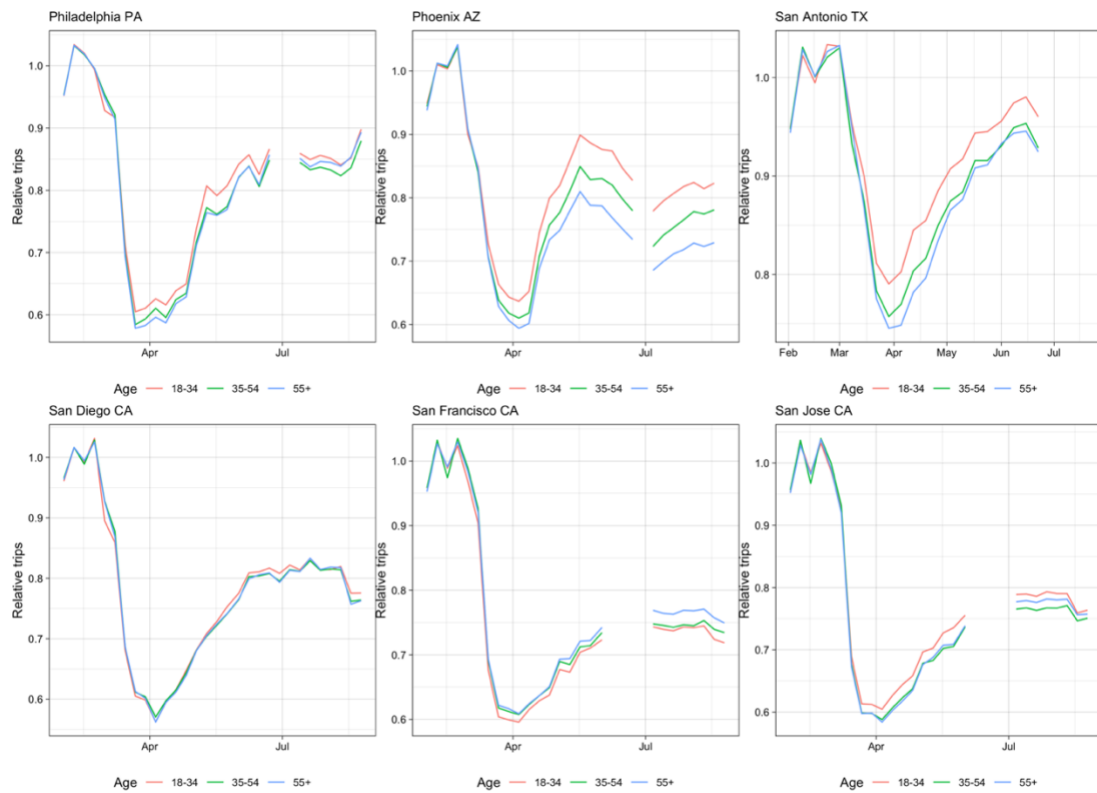 Philadelphia PA
Relative trips
1.0
0.9
0.8
0.7
0.6
Apr
Jul
Age 18-34 35-54 55+
Phoenix AZ
Relative trips
1.0
0.9
0.8
0.7
0.6
Apr
Jul
Age 18-34 35-54 55+
San Antonio TX
Relative trips
1.0
0.9
0.8
Feb Mar Apr May Jun Jul
Age 18-34 35-54 55+
San Diego CA
Relative trips
1.0
0.9
0.8
0.7
0.6
Apr
Jul
Age 18-34 35-54 55+
San Francisco CA
Relative trips
1.0
0.9
0.8
0.7
0.6
Apr
Jul
Age 18-34 35-54 55+
San Jose CA
Relative trips
1.0
0.9
0.8
0.7
0.6
Apr
Jul
Age 18-34 35-54 55+